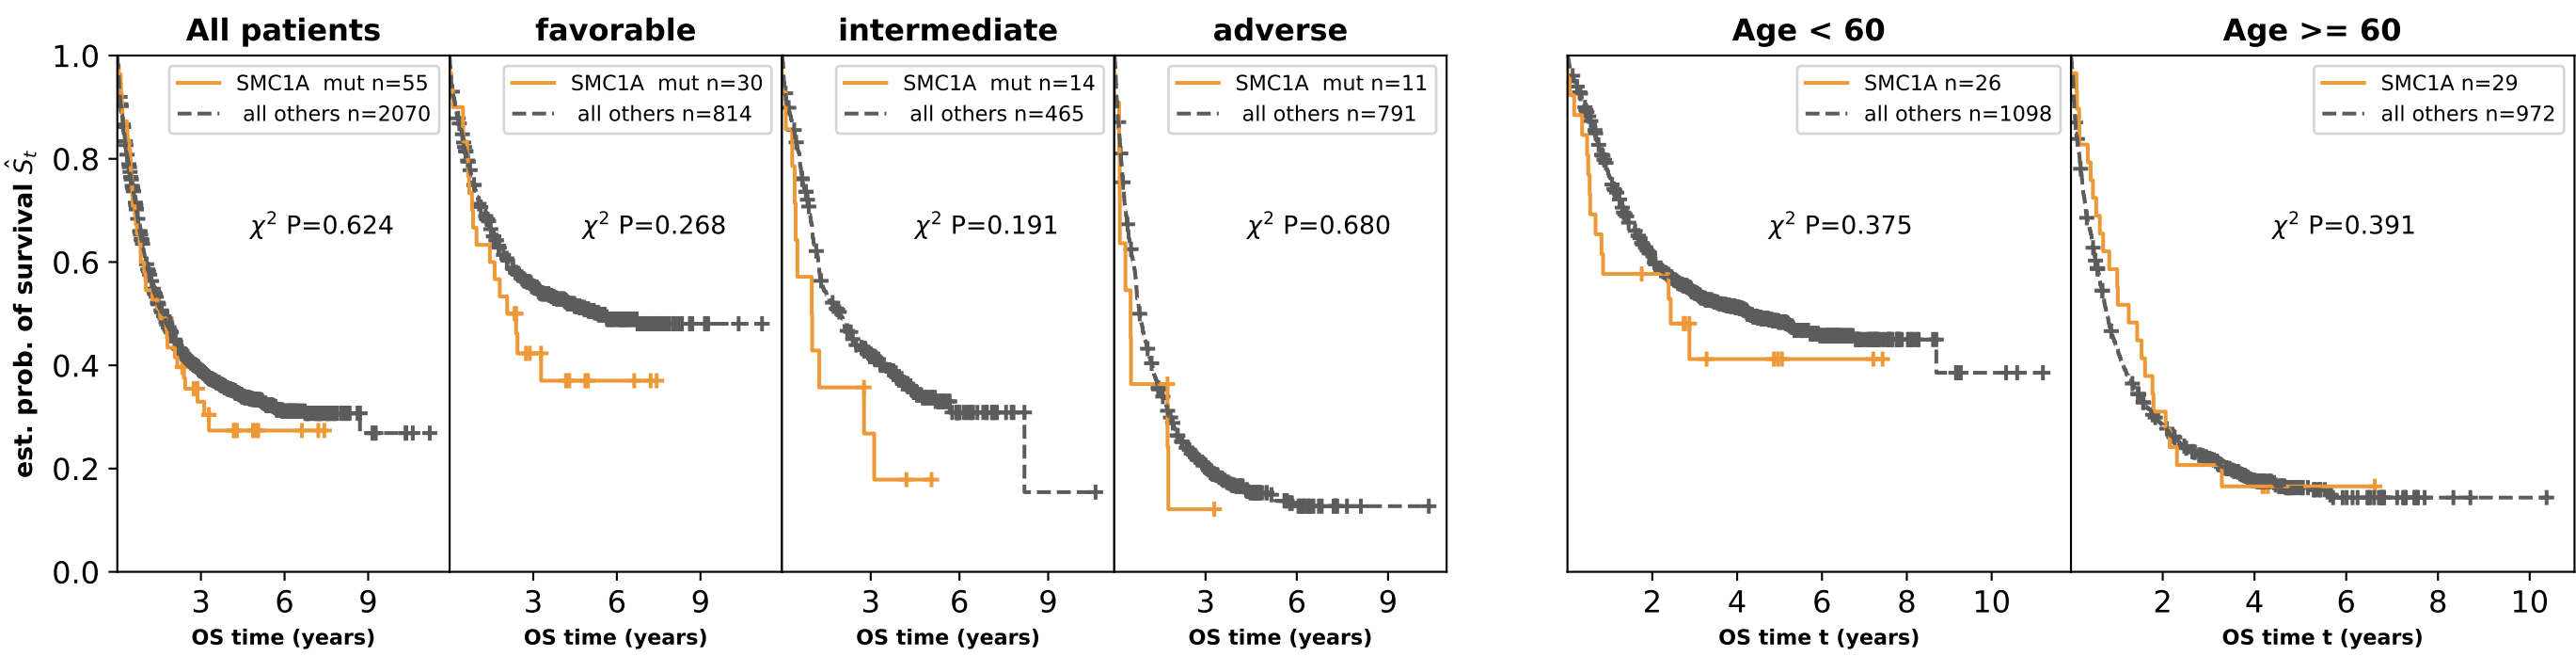 All patients
favorable
intermediate
adverse
Age < 60
Age >= 60
est. prob. of survival Ŝt
1.0
0.8
0.6
0.4
0.2
0.0
SMC1A mut n=55
all others n=2070
χ² P=0.624
3 6 9
OS time (years)
SMC1A mut n=30
all others n=814
χ² P=0.268
3 6 9
OS time (years)
SMC1A mut n=14
all others n=465
χ² P=0.191
3 6 9
OS time (years)
SMC1A mut n=11
all others n=791
χ² P=0.680
3 6 9
OS time (years)
SMC1A n=26
all others n=1098
χ² P=0.375
2 4 6 8 10
OS time t (years)
SMC1A n=29
all others n=972
χ² P=0.391
2 4 6 8 10
OS time t (years)